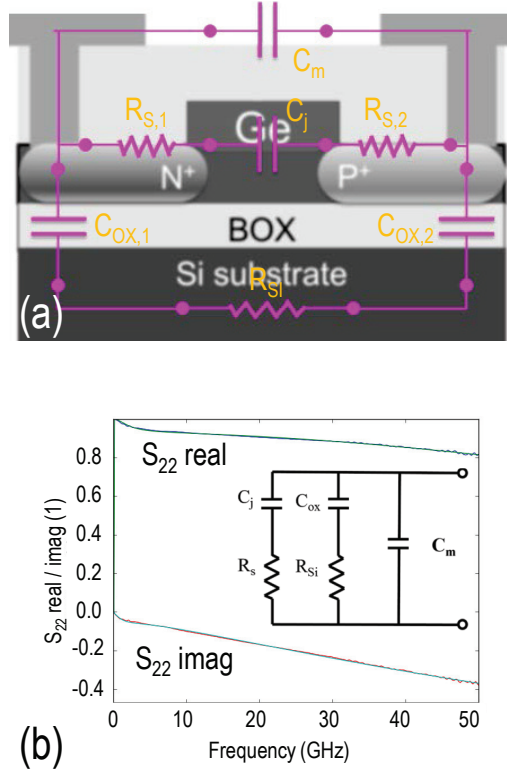 C_m
R_S,1
C_j
R_S,2
Ge
N⁺
P⁺
C_OX,1
BOX
C_OX,2
Si substrate
R_Si
(a)
S₂₂ real / imag (1)
0.8
0.6
0.4
0.2
0.0
-0.2
-0.4
S₂₂ real
C_j
C_ox
C_m
R_s
R_Si
S₂₂ imag
0
10
20
30
40
50
Frequency (GHz)
(b)